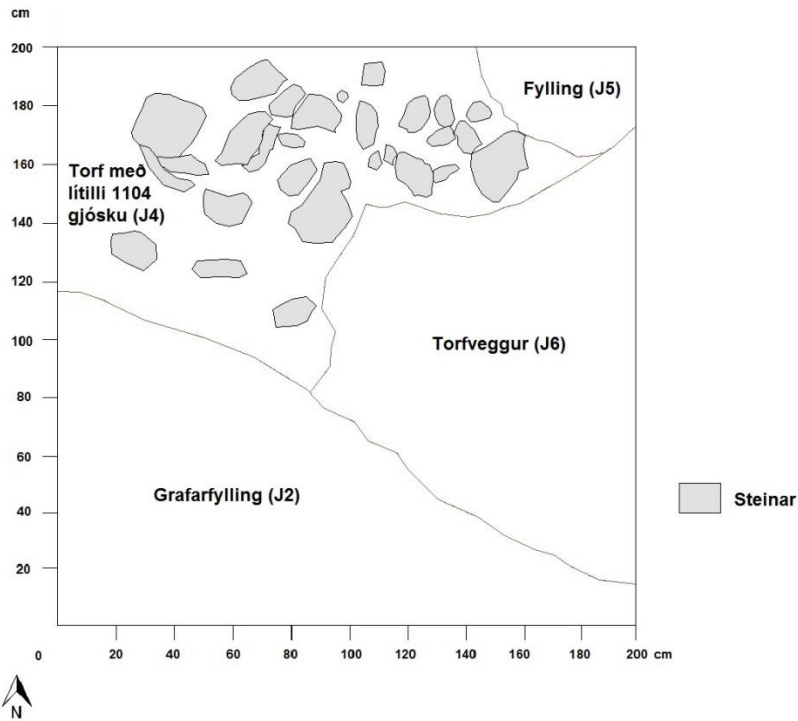 cm
200
180
160
140
120
100
80
60
40
20
0
20
40
60
80
100
120
140
160
180
200 cm
Fylling (J5)
Torf með
lítilli 1104
gjósku (J4)
Torfveggur (J6)
Grafarfylling (J2)
Steinar
N